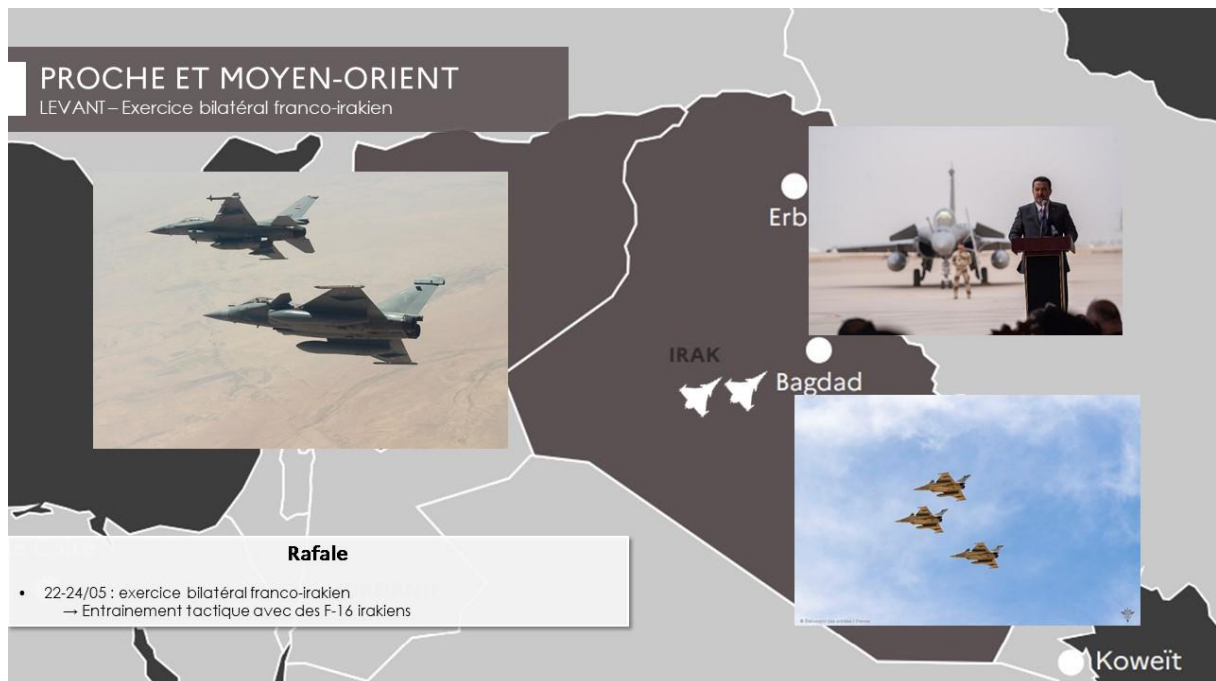 PROCHE ET MOYEN-ORIENT
LEVANT – Exercice bilatéral franco-irakien
Erb
IRAK
Bagdad
Rafale
• 22-24/05 : exercice bilatéral franco-irakien
→ Entrainement tactique avec des F-16 irakiens
Koweït